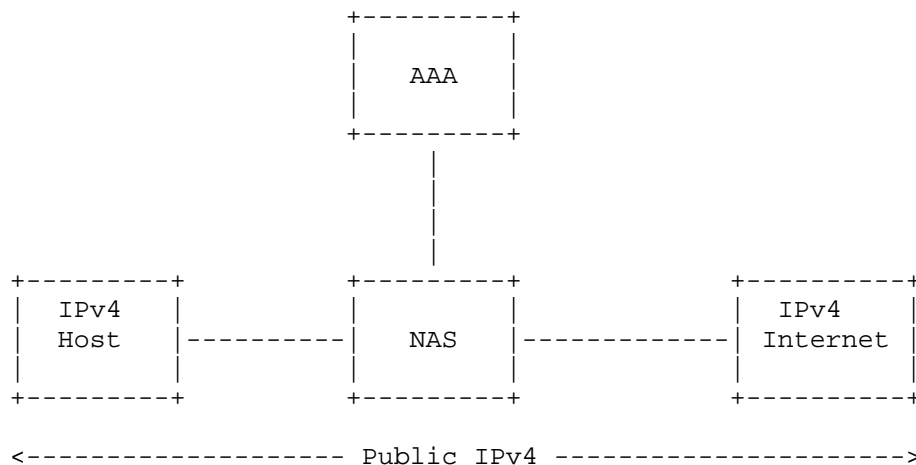 AAA
IPv4 Host
NAS
IPv4 Internet
Public IPv4